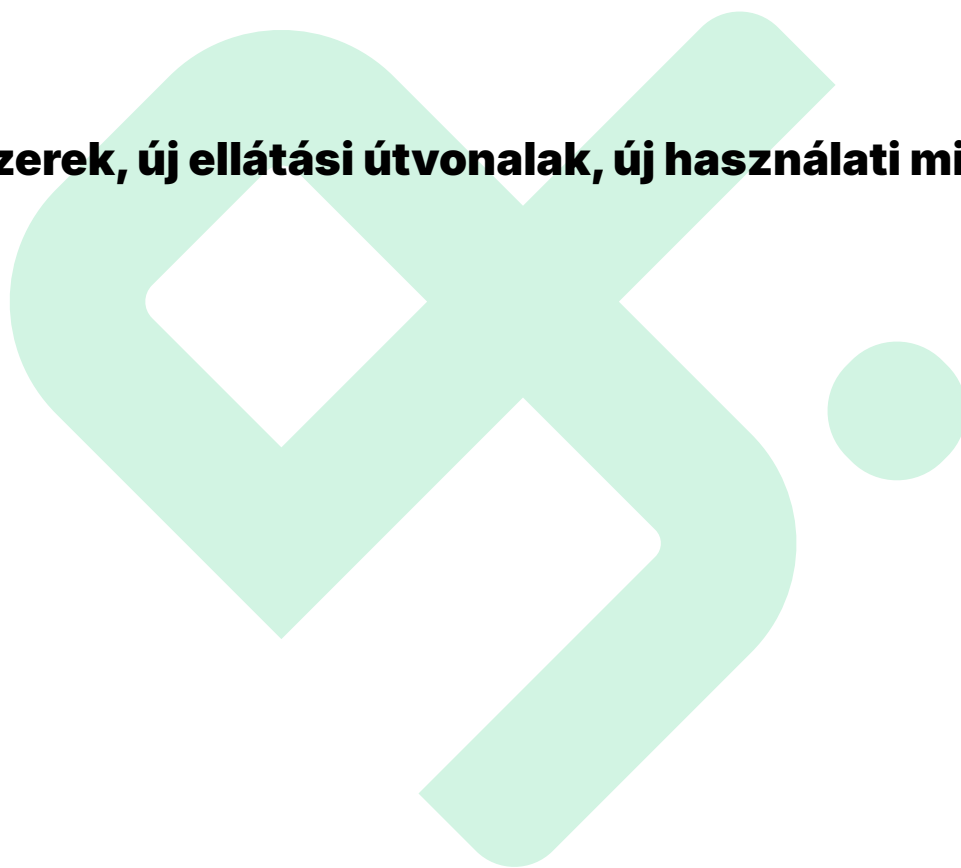 zerek, új ellátási útvonalak, új használati mi